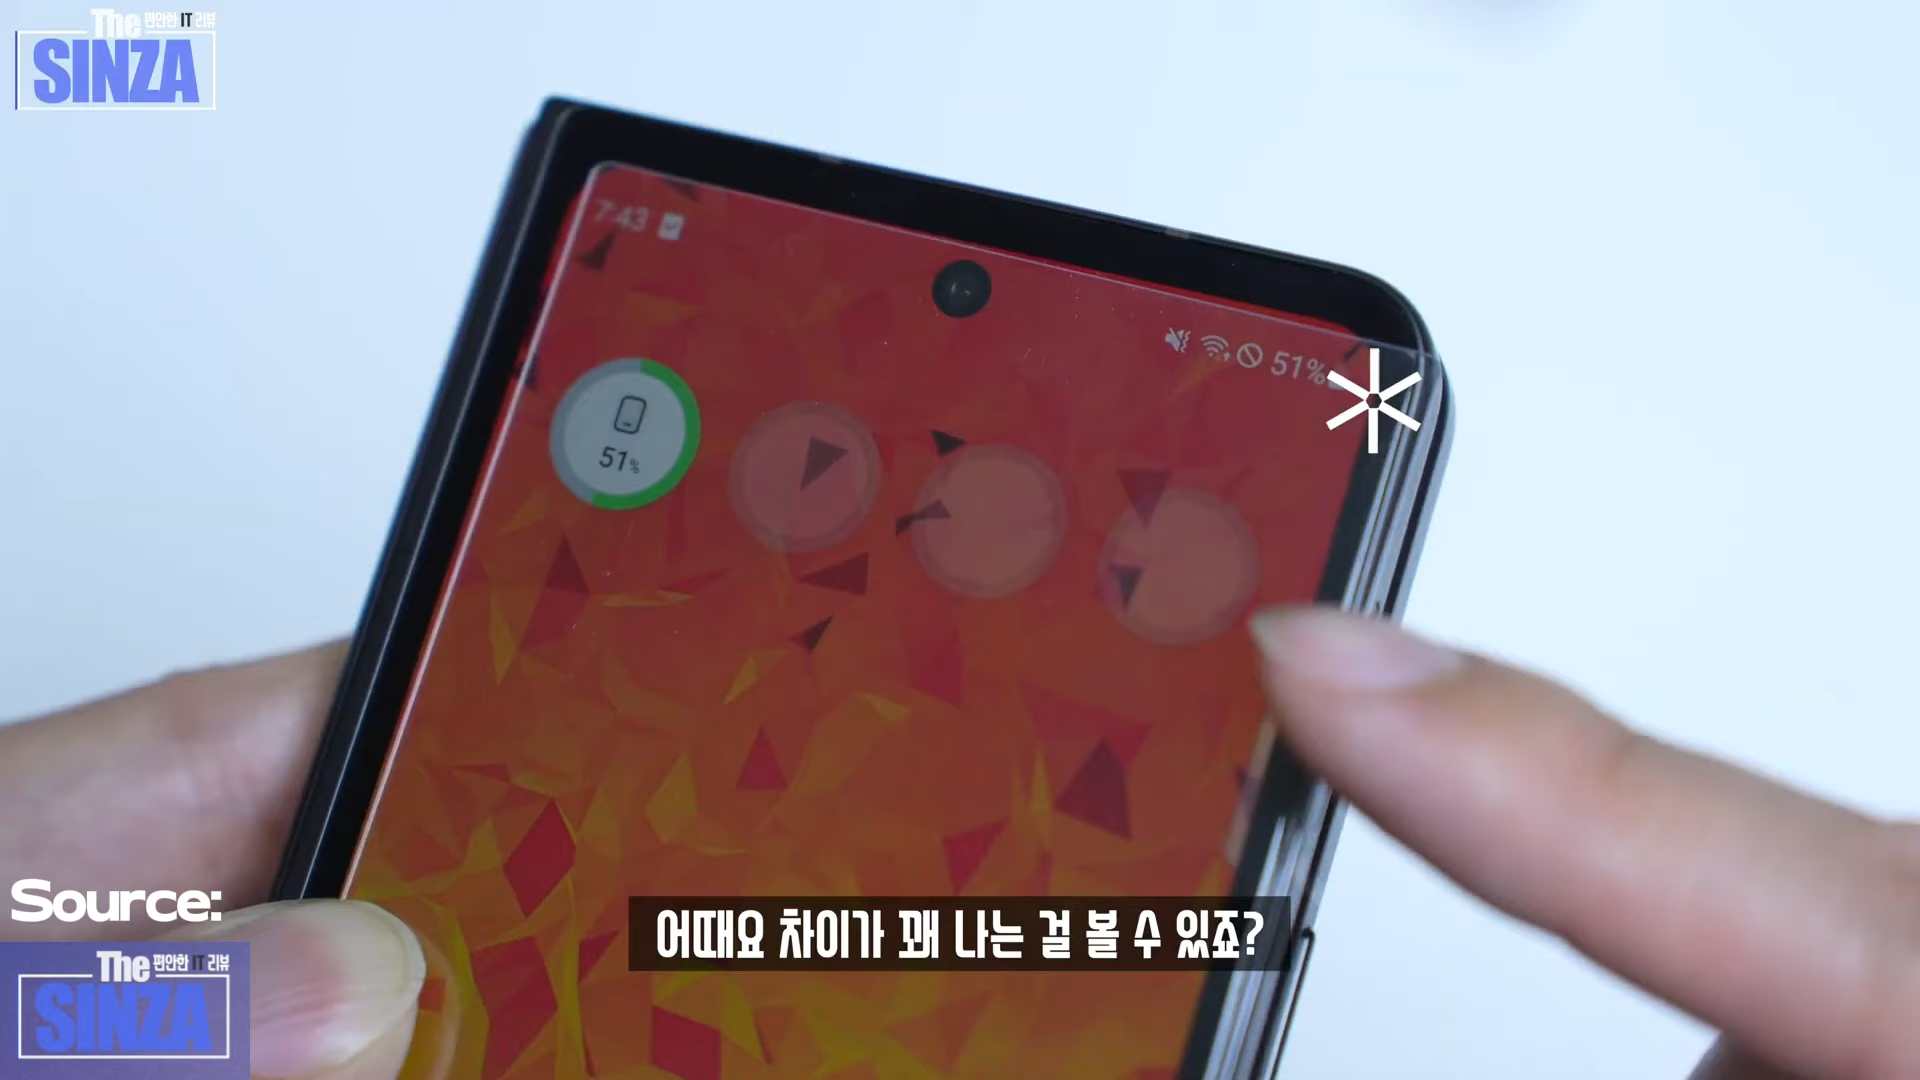 The 편안한 IT 리뷰
SINZA
7:43
51%
51%
Source:
어때요 차이가 꽤 나는 걸 볼 수 있죠?
The 편안한 IT 리뷰
SINZA